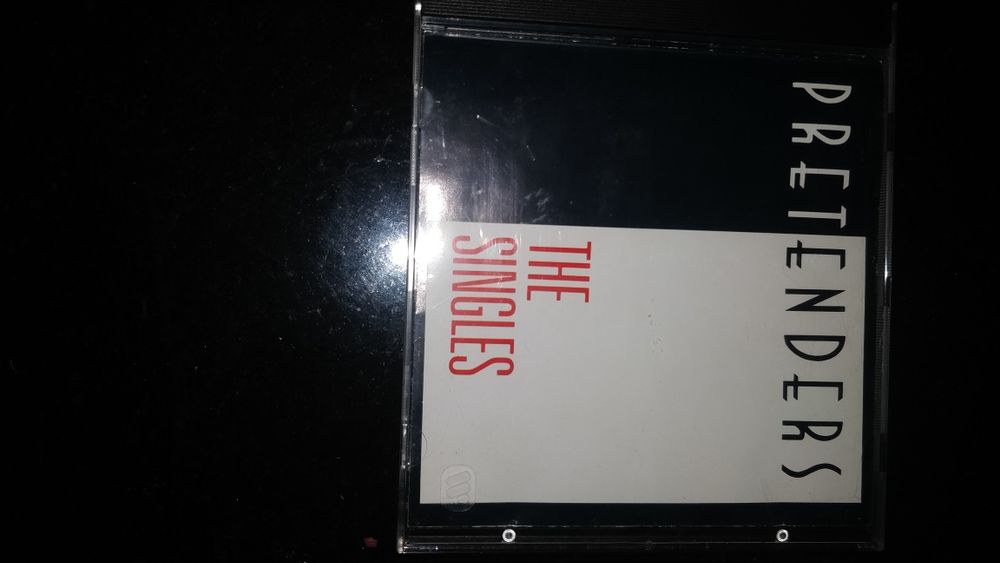 PRETENDERS
THE
SINGLES